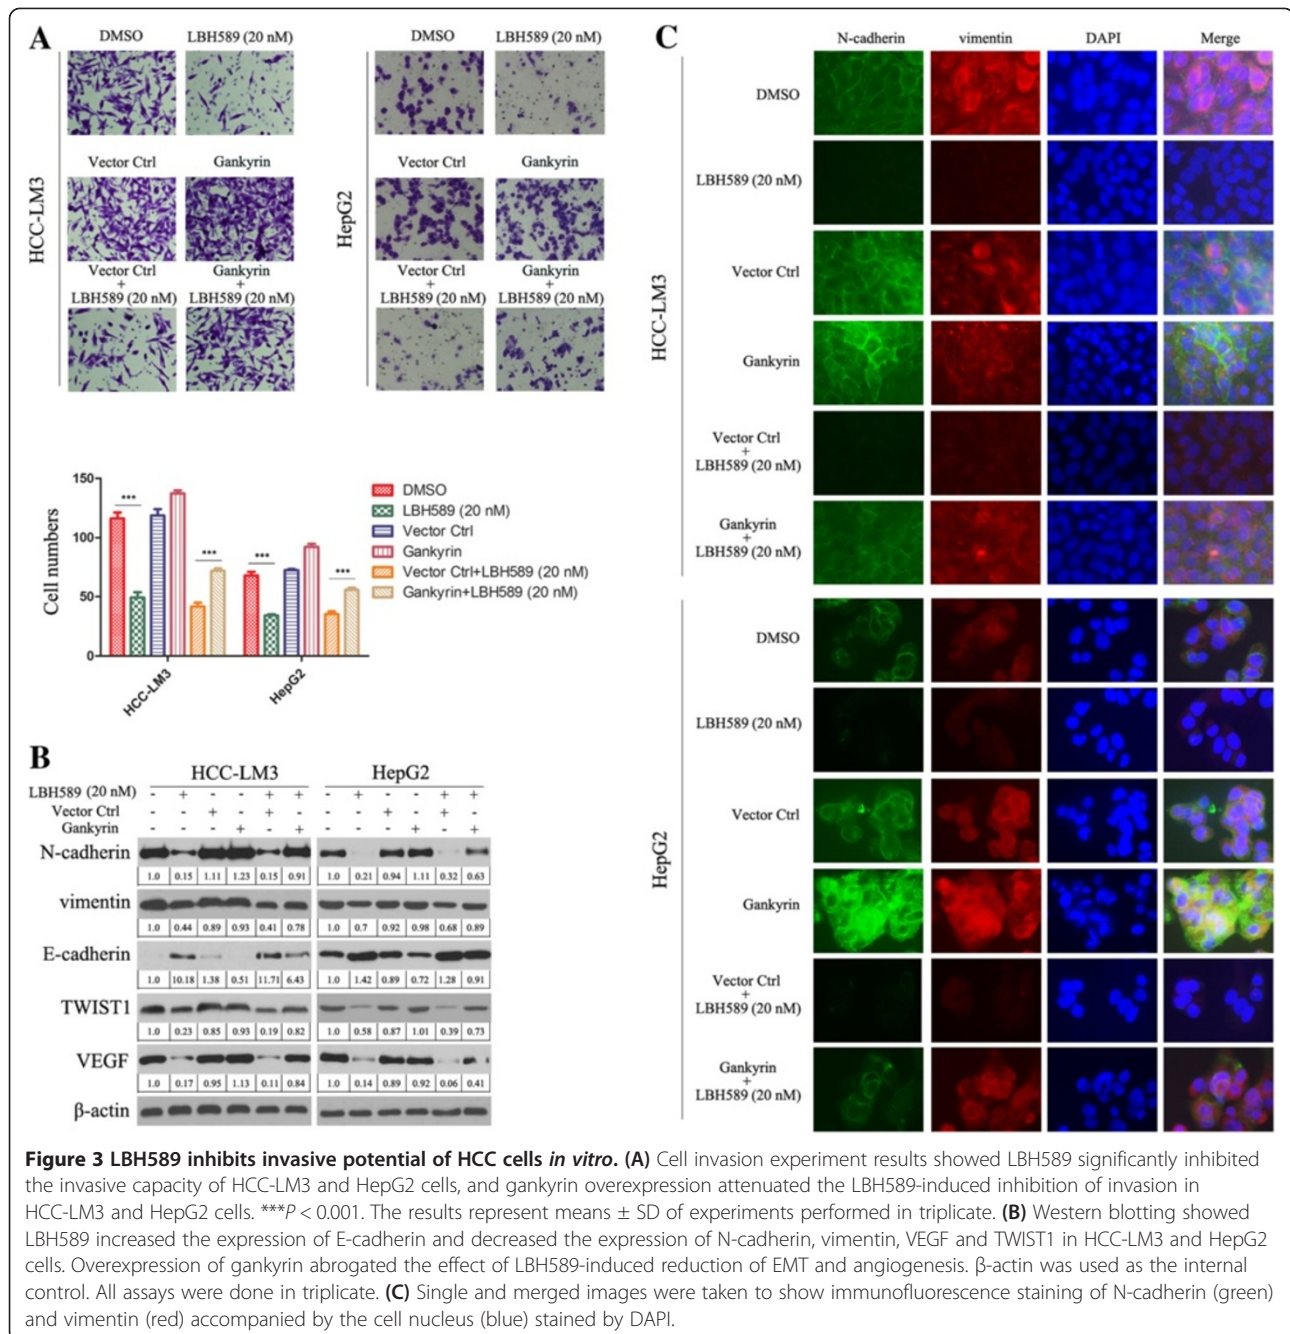 A
DMSO LBH589 (20 nM)
Vector Ctrl Gankyrin
Vector Ctrl Gankyrin
+ +
LBH589 (20 nM) LBH589 (20 nM)
HCC-LM3
DMSO LBH589 (20 nM)
Vector Ctrl Gankyrin
Vector Ctrl Gankyrin
+ +
LBH589 (20 nM) LBH589 (20 nM)
HepG2
Cell numbers
150
100
50
0
*** *** *** ***
HCC-LM3 HepG2
DMSO
LBH589 (20 nM)
Vector Ctrl
Gankyrin
Vector Ctrl+LBH589 (20 nM)
Gankyrin+LBH589 (20 nM)
B
HCC-LM3 HepG2
LBH589 (20 nM) - + - - + + - + - - + +
Vector Ctrl - - + - + - - - + - + -
Gankyrin - - - + - + - - - + - +
N-cadherin
1.0 0.15 1.11 1.23 0.15 0.91 1.0 0.21 0.94 1.11 0.32 0.63
vimentin
1.0 0.44 0.89 0.93 0.41 0.78 1.0 0.7 0.92 0.98 0.68 0.89
E-cadherin
1.0 10.18 1.38 0.51 11.71 6.43 1.0 1.42 0.89 0.72 1.28 0.91
TWIST1
1.0 0.23 0.85 0.93 0.19 0.82 1.0 0.58 0.87 1.01 0.39 0.73
VEGF
1.0 0.17 0.95 1.13 0.11 0.84 1.0 0.14 0.89 0.92 0.06 0.41
β-actin
C
N-cadherin vimentin DAPI Merge
HCC-LM3
DMSO
LBH589 (20 nM)
Vector Ctrl
Gankyrin
Vector Ctrl
+
LBH589 (20 nM)
Gankyrin
+
LBH589 (20 nM)
HepG2
DMSO
LBH589 (20 nM)
Vector Ctrl
Gankyrin
Vector Ctrl
+
LBH589 (20 nM)
Gankyrin
+
LBH589 (20 nM)
Figure 3 LBH589 inhibits invasive potential of HCC cells in vitro. (A) Cell invasion experiment results showed LBH589 significantly inhibited
the invasive capacity of HCC-LM3 and HepG2 cells, and gankyrin overexpression attenuated the LBH589-induced inhibition of invasion in
HCC-LM3 and HepG2 cells. ***P < 0.001. The results represent means ± SD of experiments performed in triplicate. (B) Western blotting showed
LBH589 increased the expression of E-cadherin and decreased the expression of N-cadherin, vimentin, VEGF and TWIST1 in HCC-LM3 and HepG2
cells. Overexpression of gankyrin abrogated the effect of LBH589-induced reduction of EMT and angiogenesis. β-actin was used as the internal
control. All assays were done in triplicate. (C) Single and merged images were taken to show immunofluorescence staining of N-cadherin (green)
and vimentin (red) accompanied by the cell nucleus (blue) stained by DAPI.